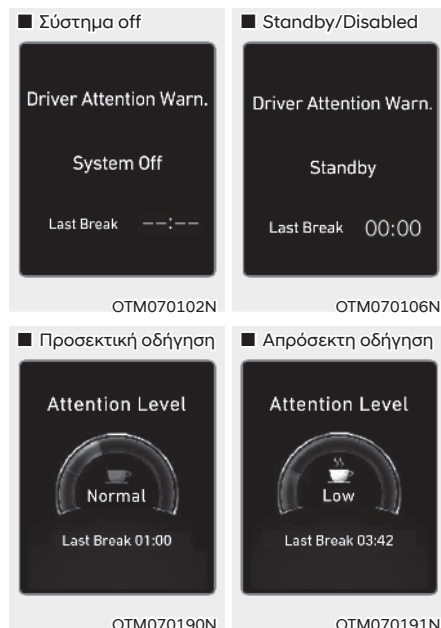 ■ Σύστημα off
Driver Attention Warn.
System Off
Last Break --:--
OTM070102N
■ Standby/Disabled
Driver Attention Warn.
Standby
Last Break 00:00
OTM070106N
■ Προσεκτική οδήγηση
Attention Level
Normal
Last Break 01:00
OTM070190N
■ Απρόσεκτη οδήγηση
Attention Level
Low
Last Break 03:42
OTM070191N